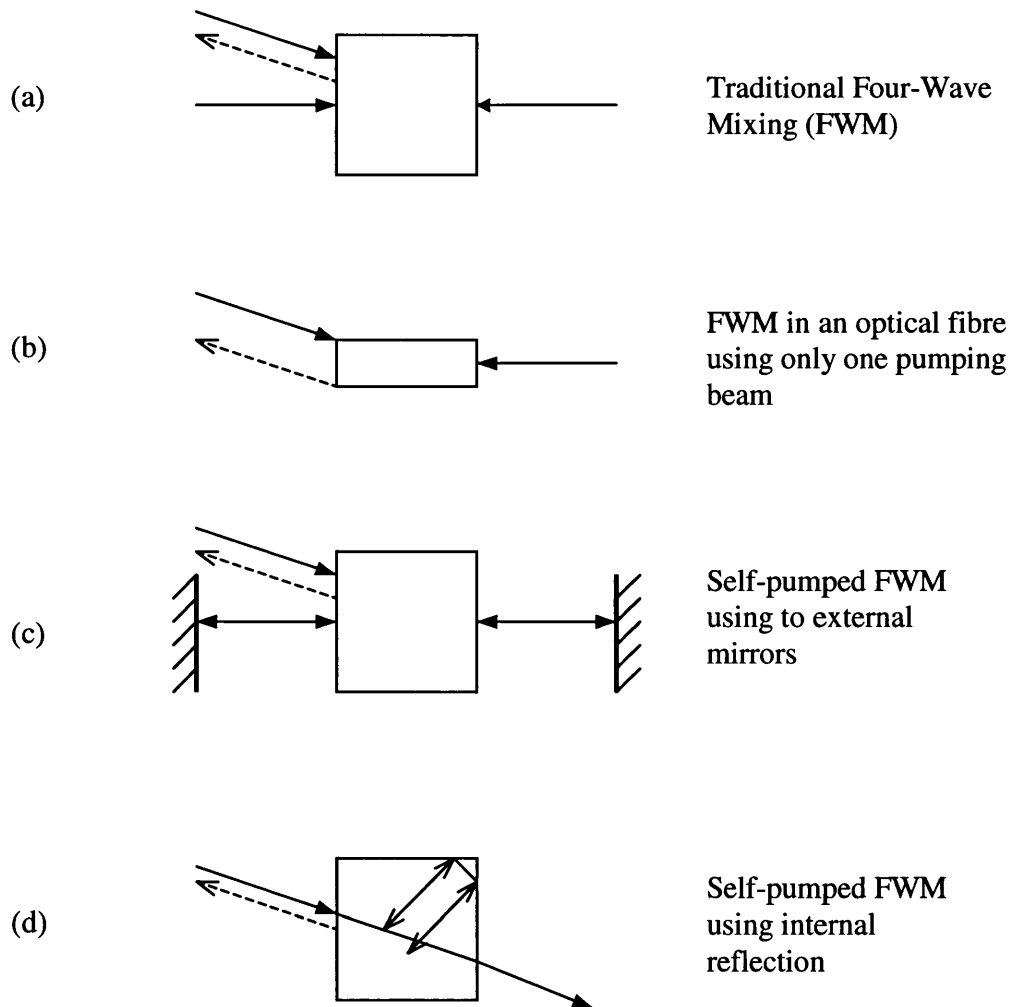 (a)
Traditional Four-Wave
Mixing (FWM)
(b)
FWM in an optical fibre
using only one pumping
beam
(c)
Self-pumped FWM
using to external
mirrors
(d)
Self-pumped FWM
using internal
reflection